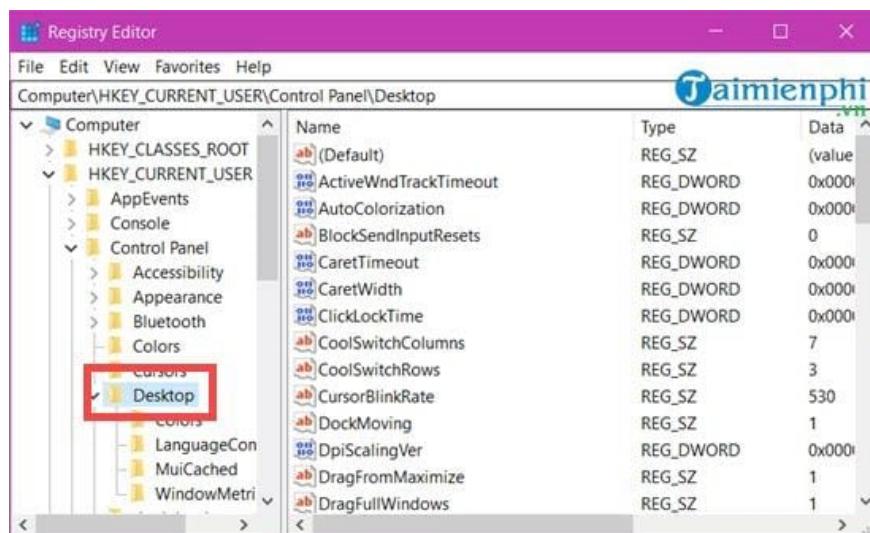 Registry Editor
File Edit View Favorites Help
Computer\HKEY_CURRENT_USER\Control Panel\Desktop
Taimienphi
.vn
Computer
HKEY_CLASSES_ROOT
HKEY_CURRENT_USER
AppEvents
Console
Control Panel
Accessibility
Appearance
Bluetooth
Colors
Cursors
Desktop
Colors
LanguageCon
MuiCached
WindowMetri
Name Type Data
(Default) REG_SZ (value
ActiveWndTrackTimeout REG_DWORD 0x000
AutoColorization REG_DWORD 0x000
BlockSendInputResets REG_SZ 0
CaretTimeout REG_DWORD 0x000
CaretWidth REG_DWORD 0x000
ClickLockTime REG_DWORD 0x000
CoolSwitchColumns REG_SZ 7
CoolSwitchRows REG_SZ 3
CursorBlinkRate REG_SZ 530
DockMoving REG_SZ 1
DpiScalingVer REG_DWORD 0x000
DragFromMaximize REG_SZ 1
DragFullWindows REG_SZ 1